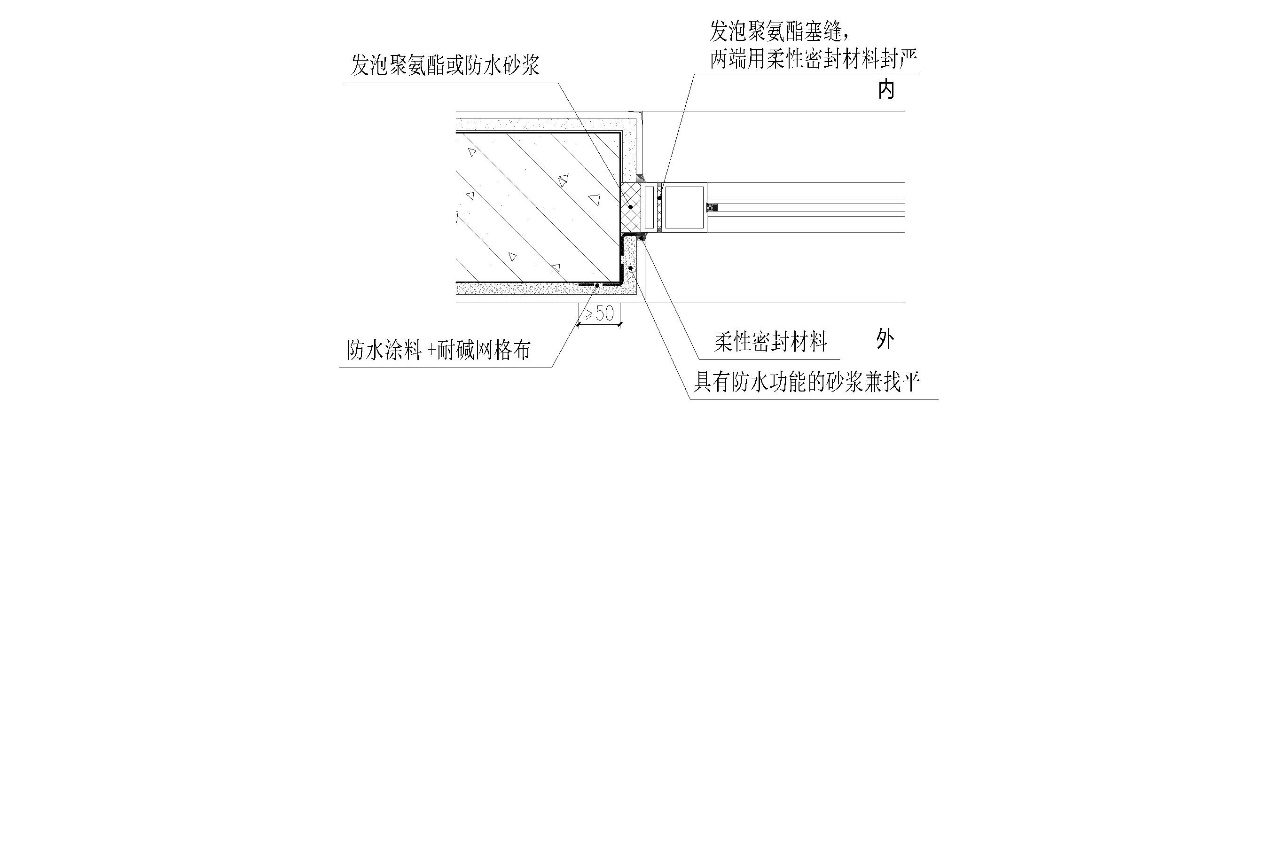 发泡聚氨酯塞缝，
两端用柔性密封材料封严
发泡聚氨酯或防水砂浆
内
≥50
防水涂料+耐碱网格布
柔性密封材料
外
具有防水功能的砂浆兼找平